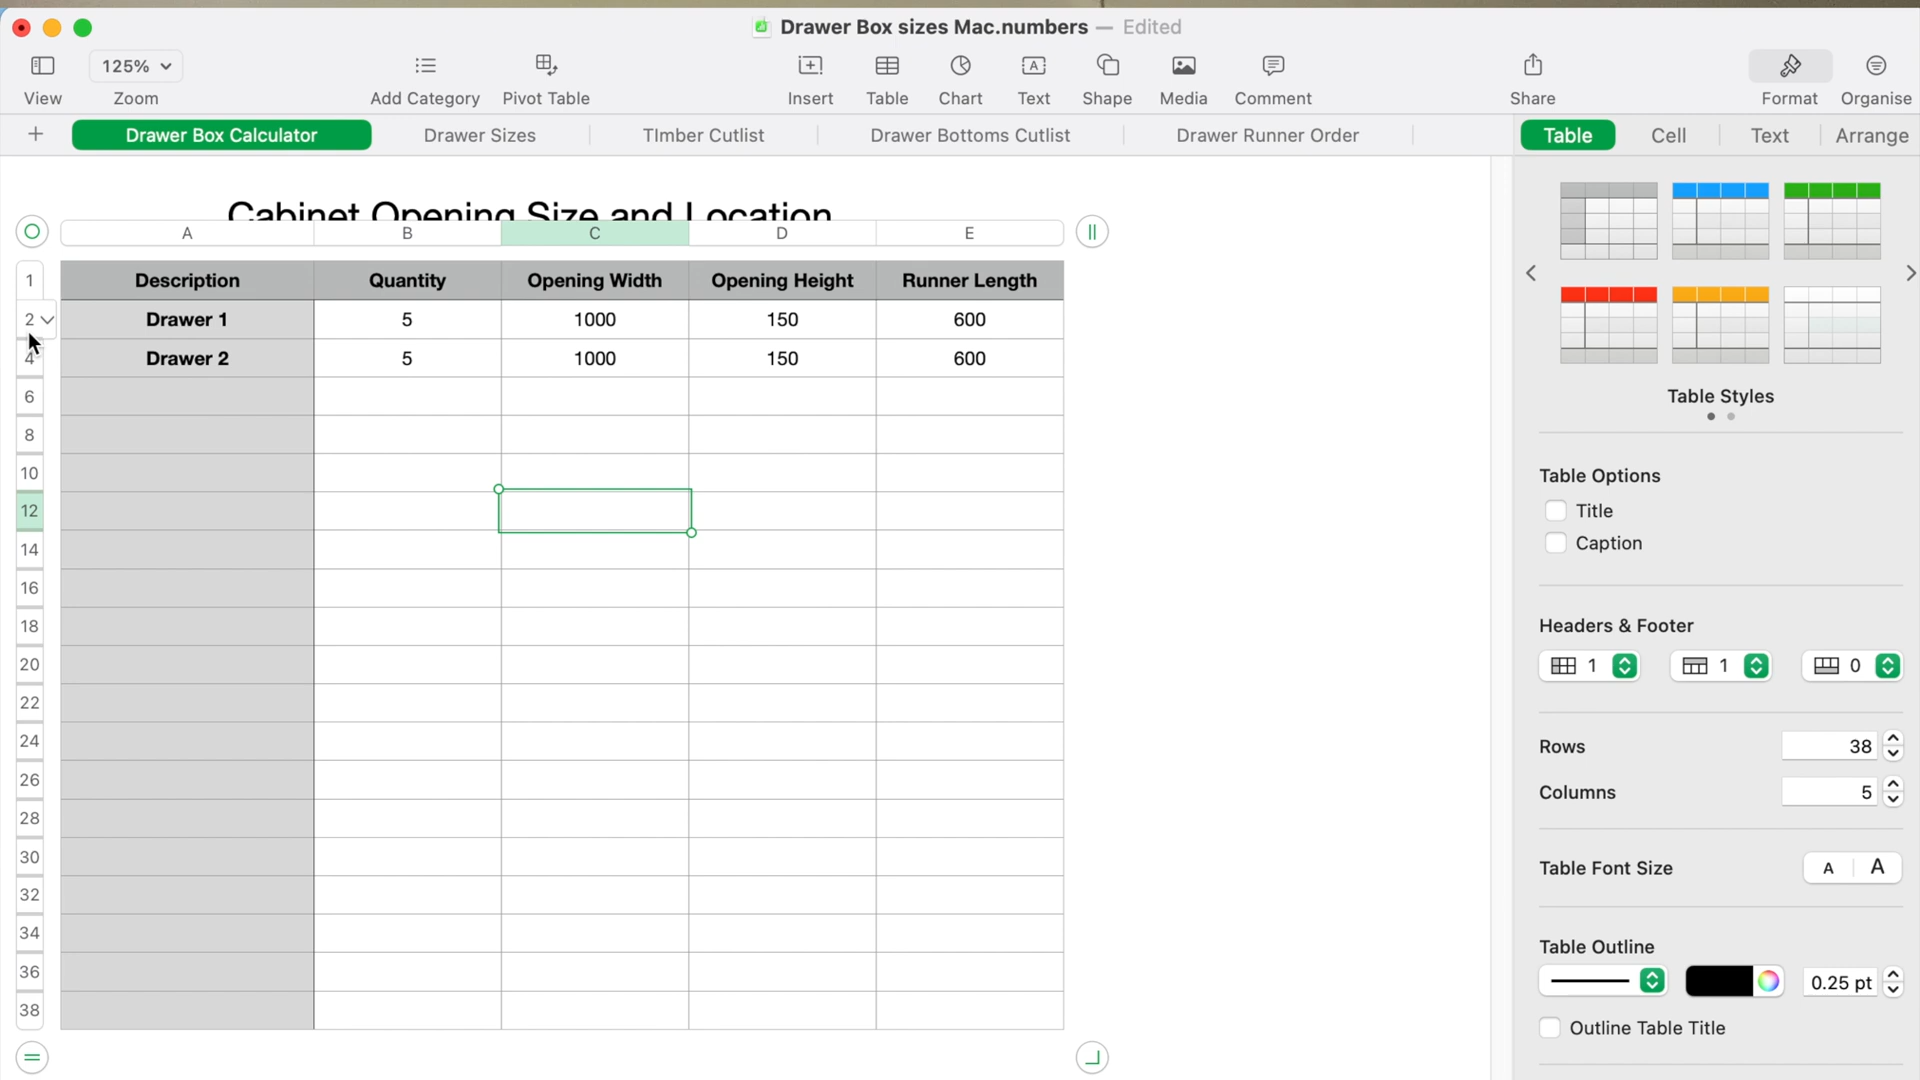 Drawer Box sizes Mac.numbers — Edited
125%
View Zoom Add Category Pivot Table Insert Table Chart Text Shape Media Comment Share Format Organise
Drawer Box Calculator Drawer Sizes TImber Cutlist Drawer Bottoms Cutlist Drawer Runner Order Table Cell Text Arrange
Cabinet Opening Size and Location
A B C D E
1 Description Quantity Opening Width Opening Height Runner Length
2 Drawer 1 5 1000 150 600
4 Drawer 2 5 1000 150 600
6
8
10
12
14
16
18
20
22
24
26
28
30
32
34
36
38
Table Styles
Table Options
Title
Caption
Headers & Footer
1 1 0
Rows 38
Columns 5
Table Font Size A A
Table Outline
0.25 pt
Outline Table Title